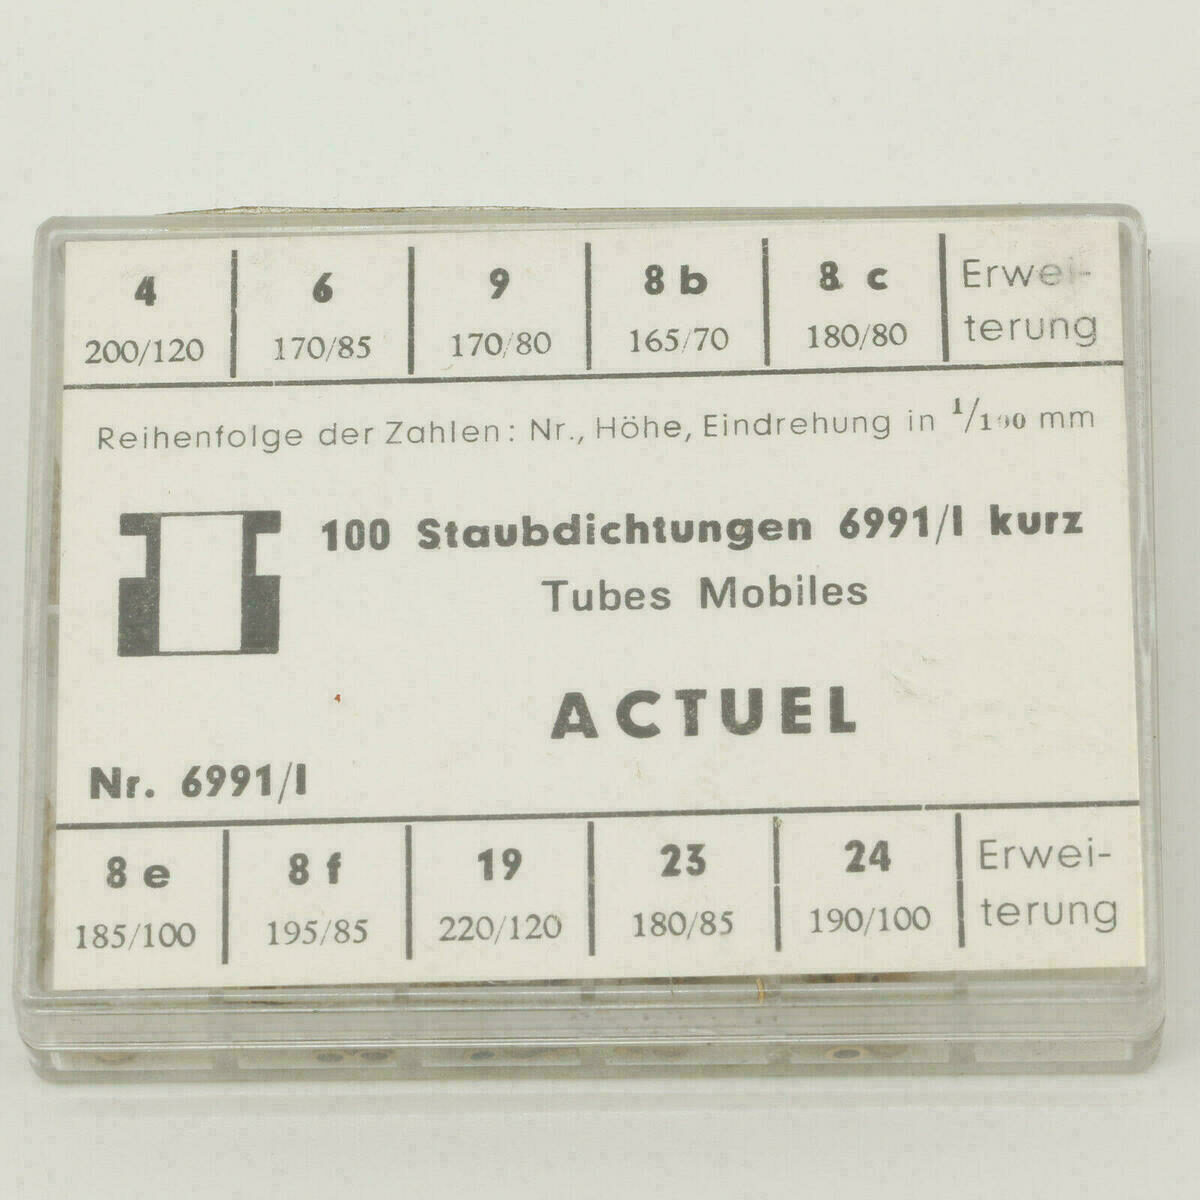 4 6 9 8 b 8 c Erwei-
200/120 170/85 170/80 165/70 180/80 terung
Reihenfolge der Zahlen: Nr., Höhe, Eindrehung in 1/100 mm
100 Staubdichtungen 6991/I kurz
Tubes Mobiles
ACTUEL
Nr. 6991/I
8 e 8 f 19 23 24 Erwei-
185/100 195/85 220/120 180/85 190/100 terung